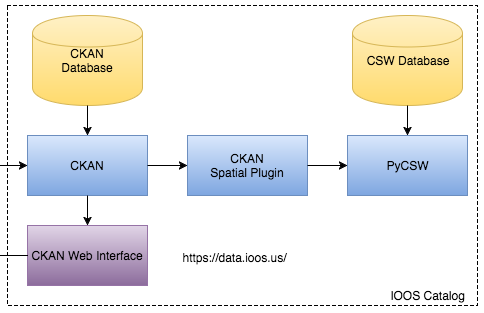 CKAN
Database
CSW Database
CKAN
CKAN
Spatial Plugin
PyCSW
CKAN Web Interface
https://data.ioos.us/
IOOS Catalog